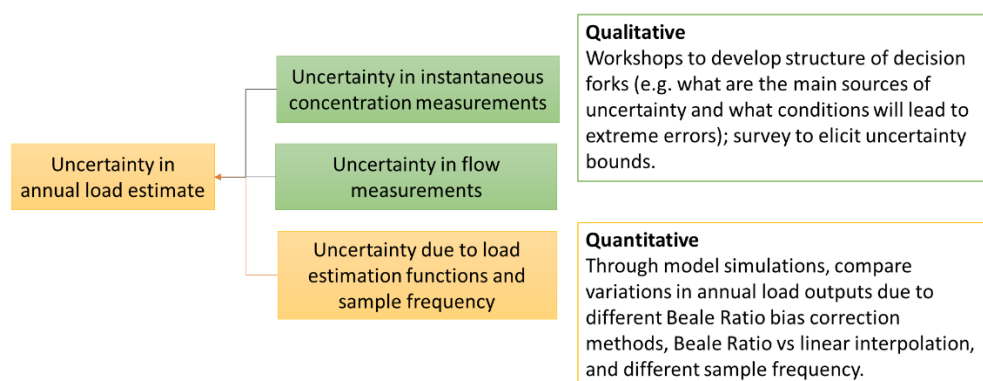 Uncertainty in
annual load estimate
Uncertainty in instantaneous
concentration measurements
Uncertainty in flow
measurements
Uncertainty due to load
estimation functions and
sample frequency
Qualitative
Workshops to develop structure of decision
forks (e.g. what are the main sources of
uncertainty and what conditions will lead to
extreme errors); survey to elicit uncertainty
bounds.
Quantitative
Through model simulations, compare
variations in annual load outputs due to
different Beale Ratio bias correction
methods, Beale Ratio vs linear interpolation,
and different sample frequency.